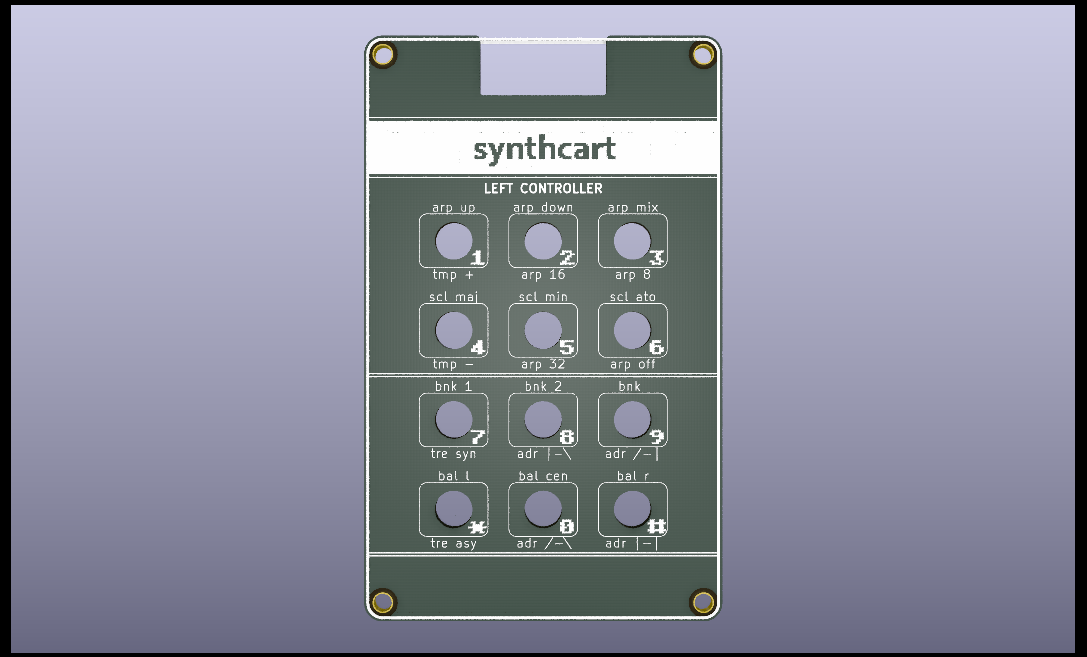 synthcart
LEFT CONTROLLER
arp up arp down arp mix
1 2 3
tmp + arp 16 arp 8
scl maj scl min scl ato
4 5 6
tmp - arp 32 arp off
bnk 1 bnk 2 bnk
7 8 9
tre syn adr |-\ adr /-|
bal l bal cen bal r
* 0 #
tre asy adr /-\ adr |-|